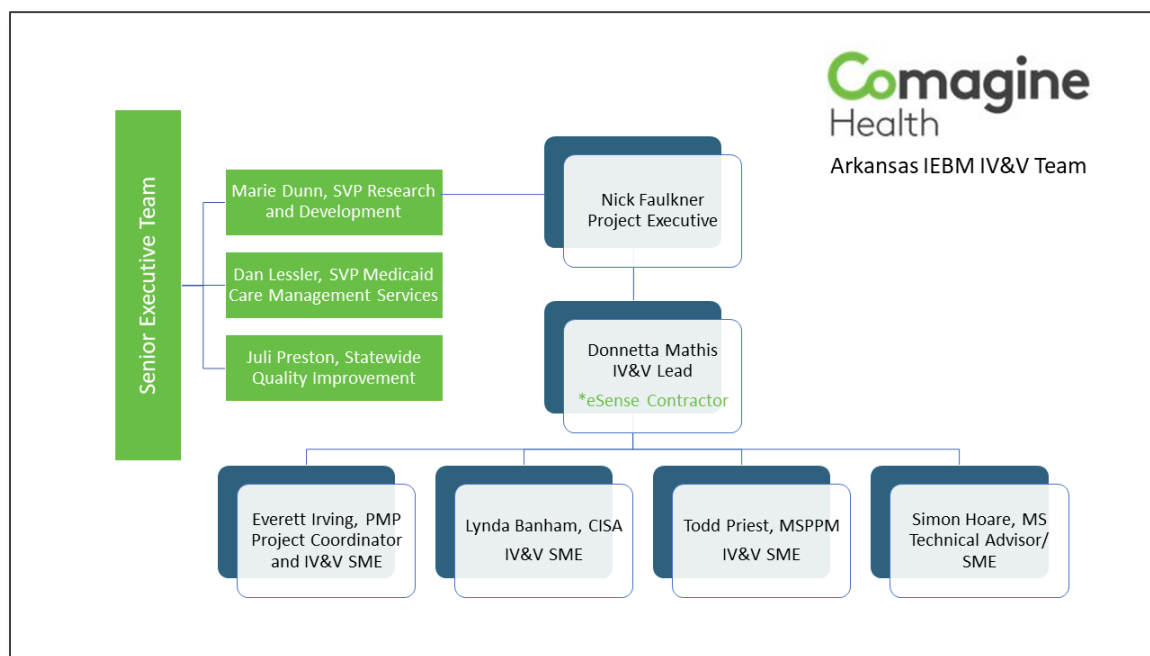 Comagine
Health
Arkansas IEBM IV&V Team
Senior Executive Team
Marie Dunn, SVP Research
and Development
Dan Lessler, SVP Medicaid
Care Management Services
Juli Preston, Statewide
Quality Improvement
Nick Faulkner
Project Executive
Donnetta Mathis
IV&V Lead
*eSense Contractor
Everett Irving, PMP
Project Coordinator
and IV&V SME
Lynda Banham, CISA
IV&V SME
Todd Priest, MSPPM
IV&V SME
Simon Hoare, MS
Technical Advisor/
SME